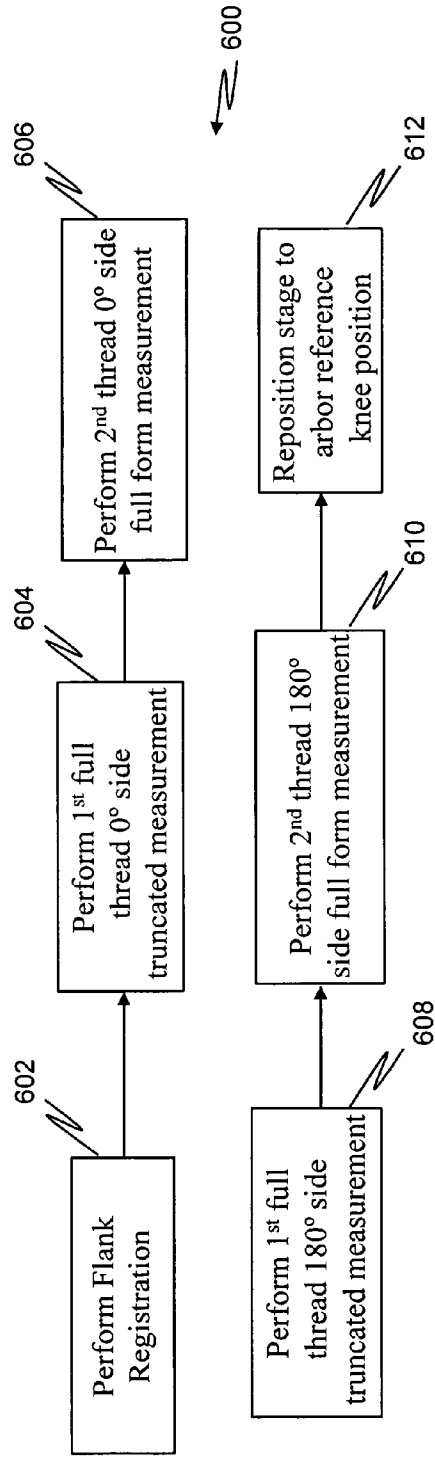 600
602
Perform Flank
Registration
604
Perform 1st full
thread 0° side
truncated measurement
606
Perform 2nd thread 0° side
full form measurement
608
Perform 1st full
thread 180° side
truncated measurement
610
Perform 2nd thread 180°
side full form measurement
612
Reposition stage to
arbor reference
knee position